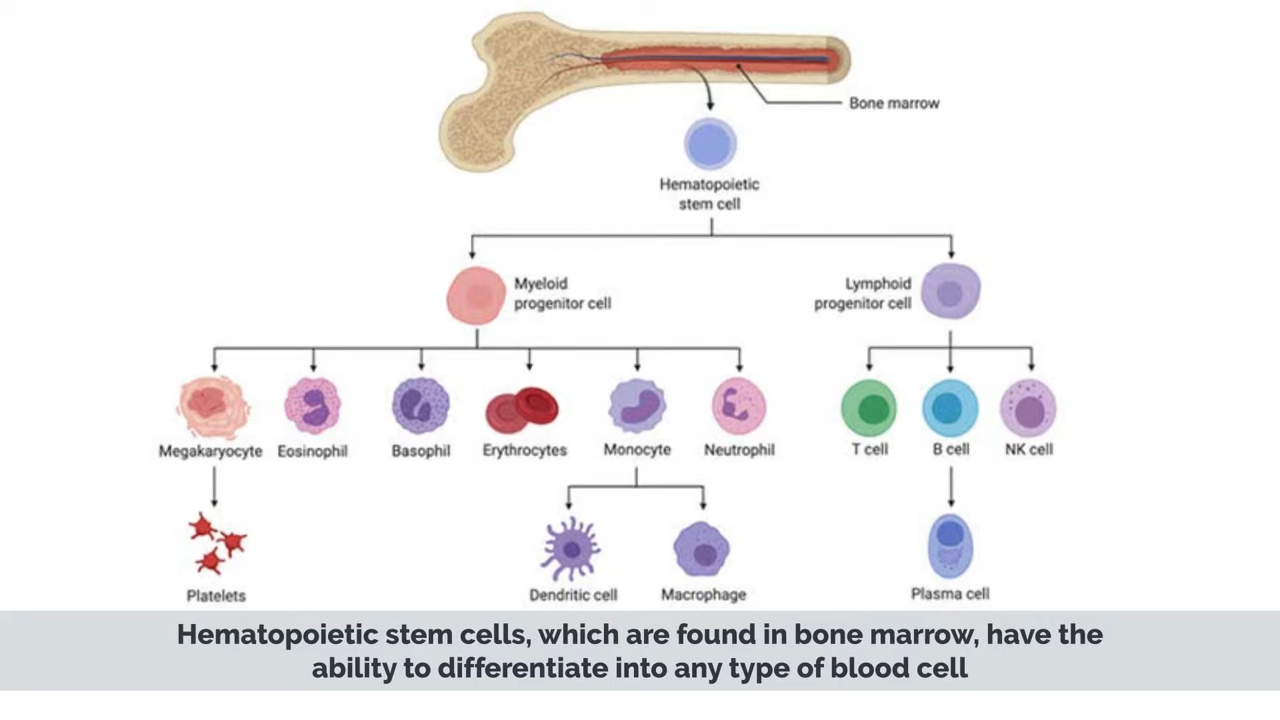 Bone marrow
Hematopoietic
stem cell
Myeloid
progenitor cell
Lymphoid
progenitor cell
Megakaryocyte
Eosinophil
Basophil
Erythrocytes
Monocyte
Neutrophil
T cell
B cell
NK cell
Platelets
Dendritic cell
Macrophage
Plasma cell
Hematopoietic stem cells, which are found in bone marrow, have the
ability to differentiate into any type of blood cell